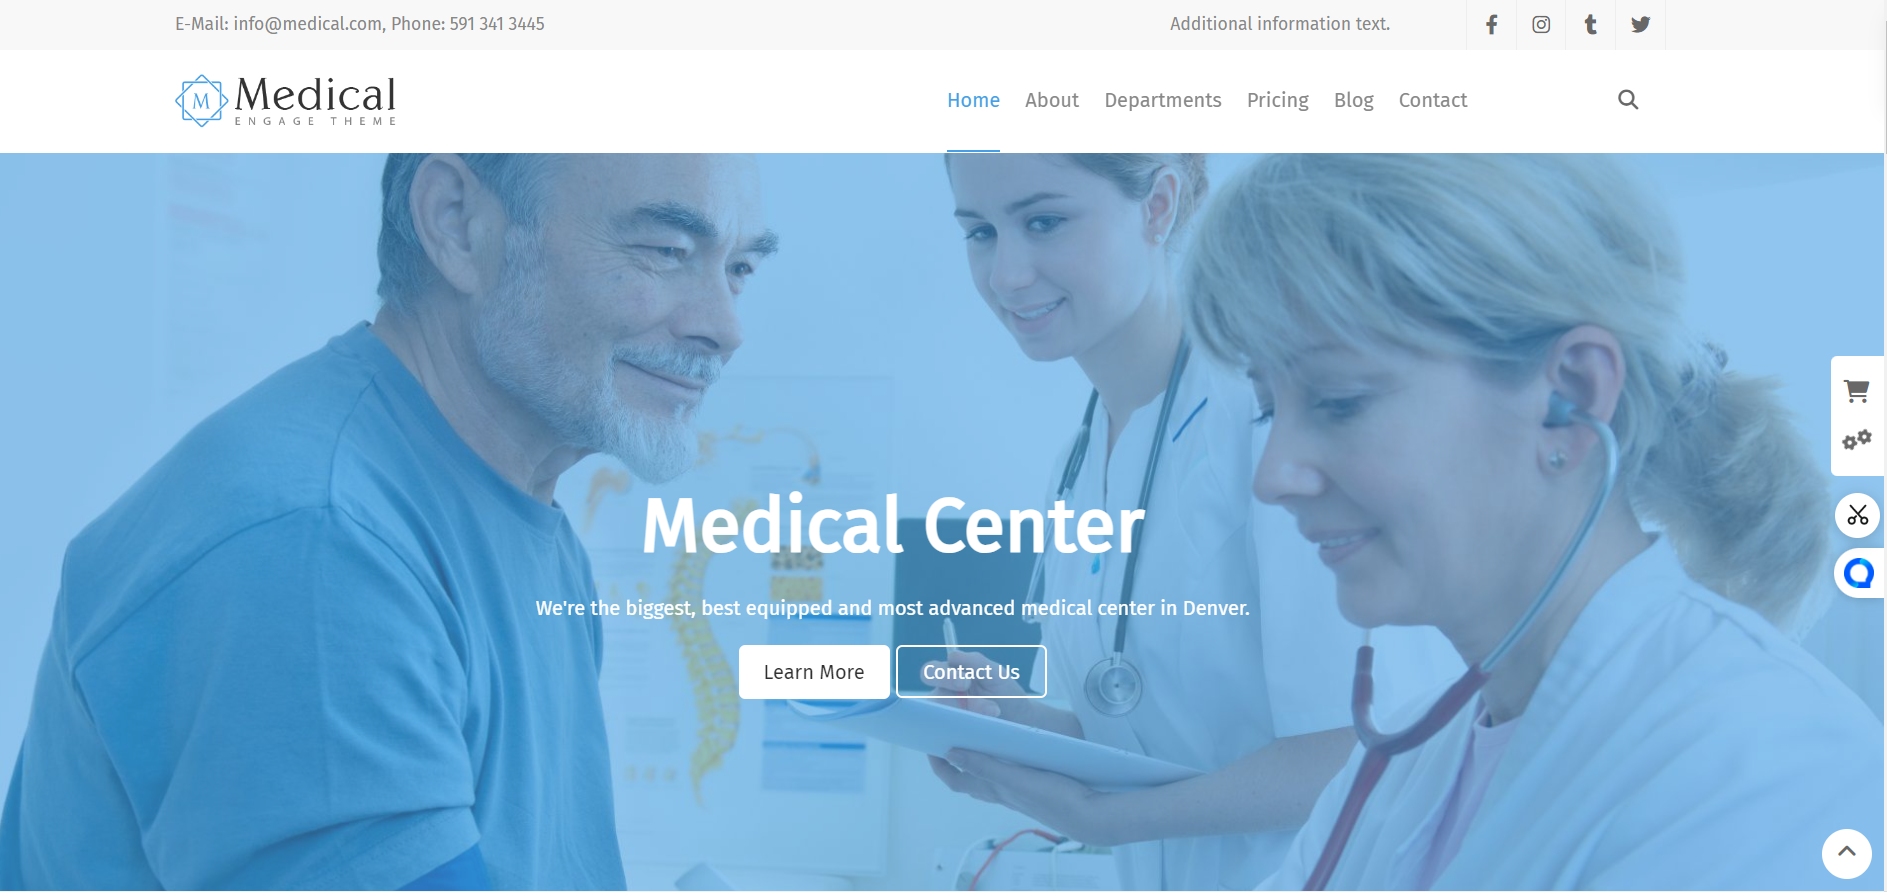 E-Mail: info@medical.com, Phone: 591 341 3445
Additional information text.
M Medical
ENGAGE THEME
Home About Departments Pricing Blog Contact
Medical Center
We're the biggest, best equipped and most advanced medical center in Denver.
Learn More
Contact Us